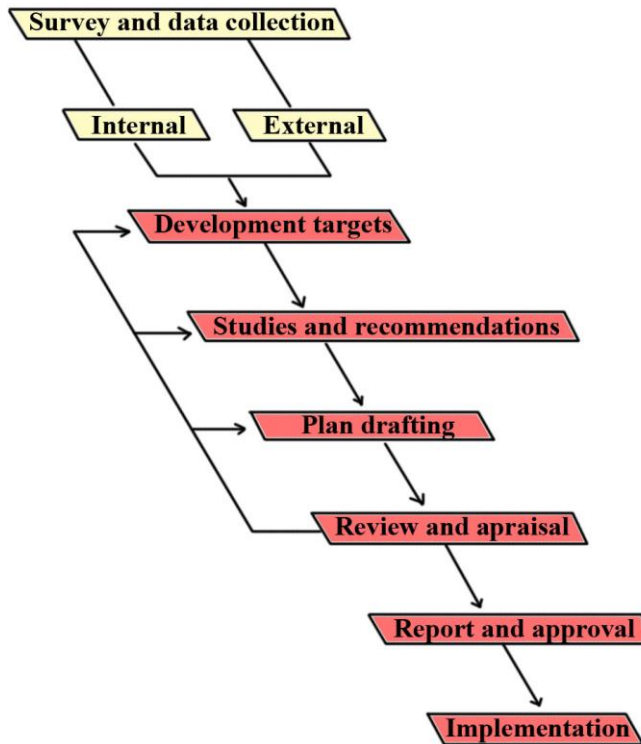 Survey and data collection
Internal
External
Development targets
Studies and recommendations
Plan drafting
Review and apraisal
Report and approval
Implementation